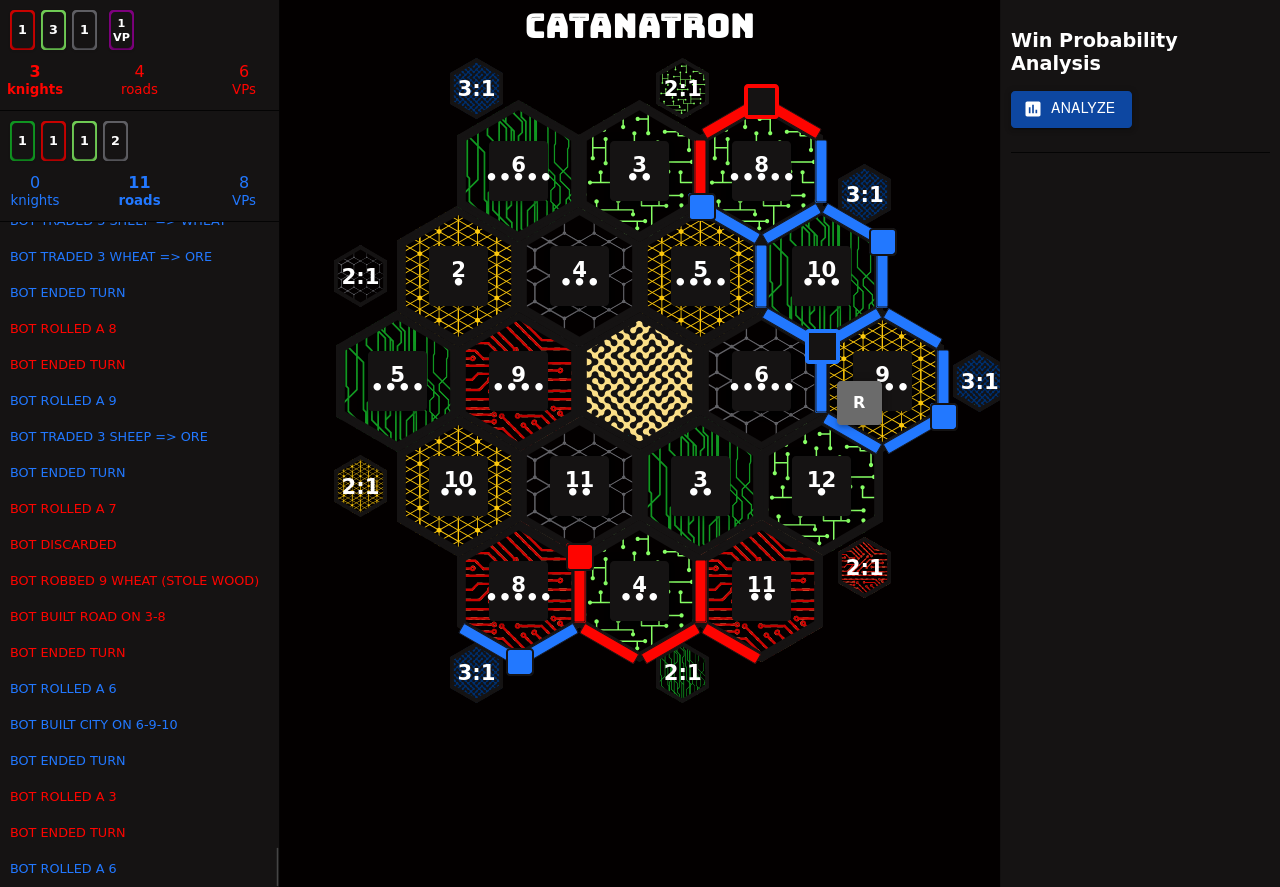 CATANATRON
1 3 1 1 VP
3 4 6
knights roads VPs
1 1 1 2
0 11 8
knights roads VPs
BOT TRADED 3 SHEEP => WHEAT
BOT TRADED 3 WHEAT => ORE
BOT ENDED TURN
BOT ROLLED A 8
BOT ENDED TURN
BOT ROLLED A 9
BOT TRADED 3 SHEEP => ORE
BOT ENDED TURN
BOT ROLLED A 7
BOT DISCARDED
BOT ROBBED 9 WHEAT (STOLE WOOD)
BOT BUILT ROAD ON 3-8
BOT ENDED TURN
BOT ROLLED A 6
BOT BUILT CITY ON 6-9-10
BOT ENDED TURN
BOT ROLLED A 3
BOT ENDED TURN
BOT ROLLED A 6
3:1 2:1
6 3 8
3:1
2:1 2 4 5 10
5 9 6 9 3:1
R
2:1 10 11 3 12
8 4 11 2:1
3:1 2:1
Win Probability
Analysis
ANALYZE